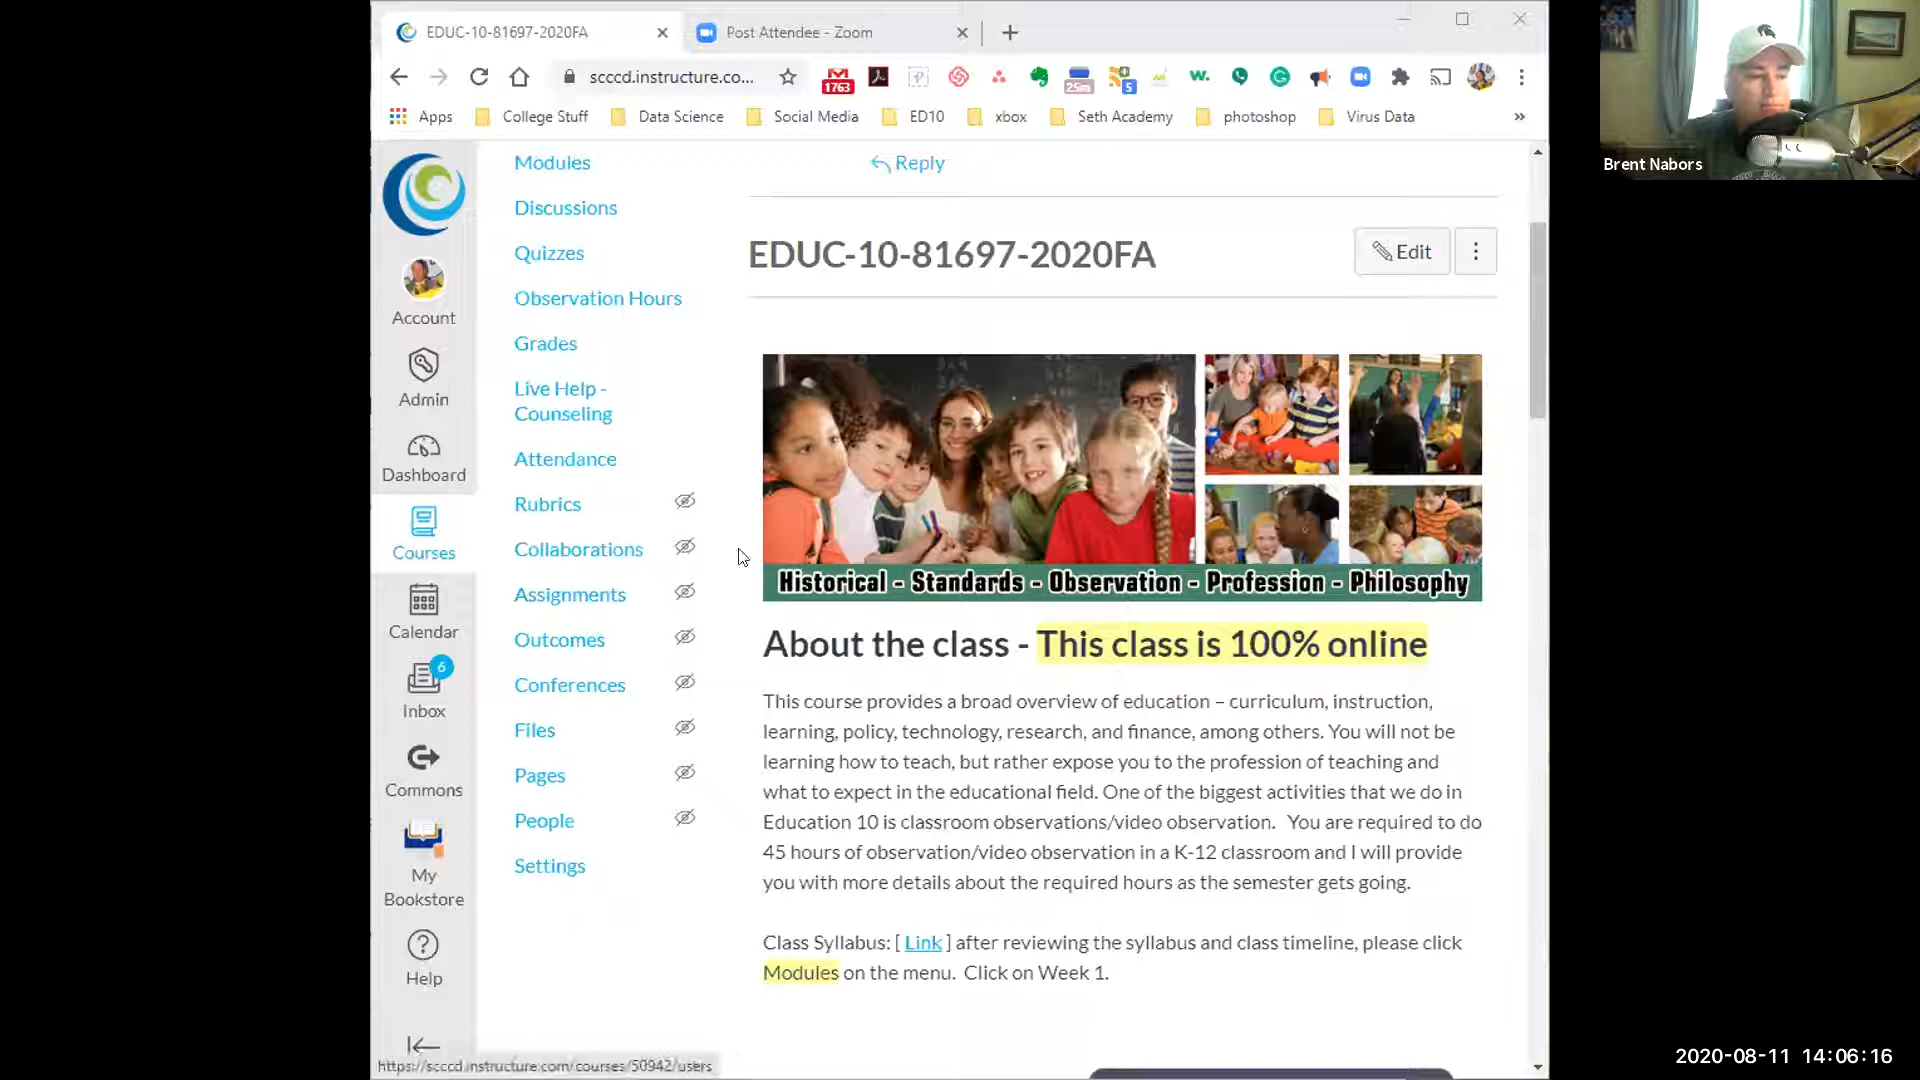 EDUC-10-81697-2020FA
Post Attendee - Zoom
scccd.instructure.co...
1763
25m
5
w.
Apps
College Stuff
Data Science
Social Media
ED10
xbox
Seth Academy
photoshop
Virus Data
»
Brent Nabors
Account
Admin
Dashboard
Courses
Calendar
6
Inbox
Commons
My
Bookstore
Help
Modules
Discussions
Quizzes
Observation Hours
Grades
Live Help -
Counseling
Attendance
Rubrics
Collaborations
Assignments
Outcomes
Conferences
Files
Pages
People
Settings
Reply
EDUC-10-81697-2020FA
Edit
Historical - Standards - Observation - Profession - Philosophy
About the class - This class is 100% online
This course provides a broad overview of education – curriculum, instruction,
learning, policy, technology, research, and finance, among others. You will not be
learning how to teach, but rather expose you to the profession of teaching and
what to expect in the educational field. One of the biggest activities that we do in
Education 10 is classroom observations/video observation. You are required to do
45 hours of observation/video observation in a K-12 classroom and I will provide
you with more details about the required hours as the semester gets going.
Class Syllabus: [ Link ] after reviewing the syllabus and class timeline, please click
Modules on the menu. Click on Week 1.
https://scccd.instructure.com/courses/50942/users
2020-08-11 14:06:16